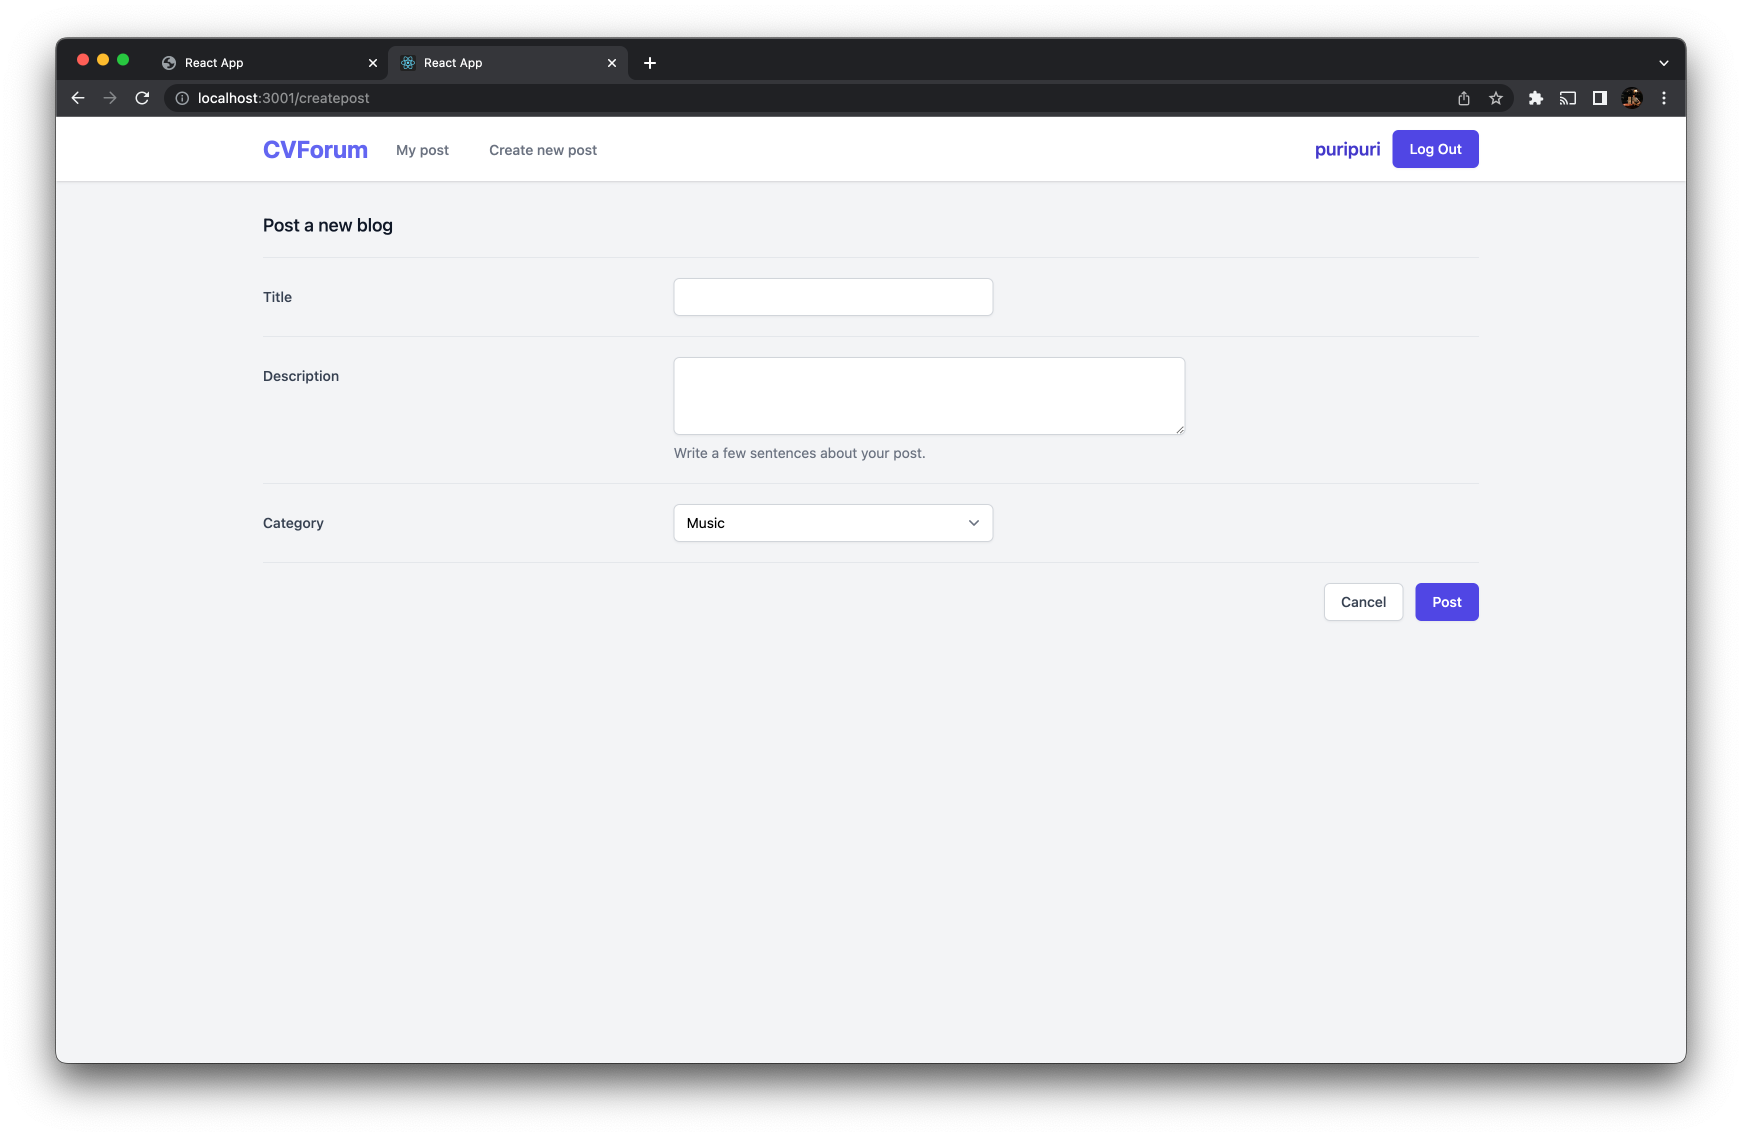 React App
React App
localhost:3001/createpost
CVForum
My post
Create new post
puripuri
Log Out
Post a new blog
Title
Description
Write a few sentences about your post.
Category
Music
Cancel
Post